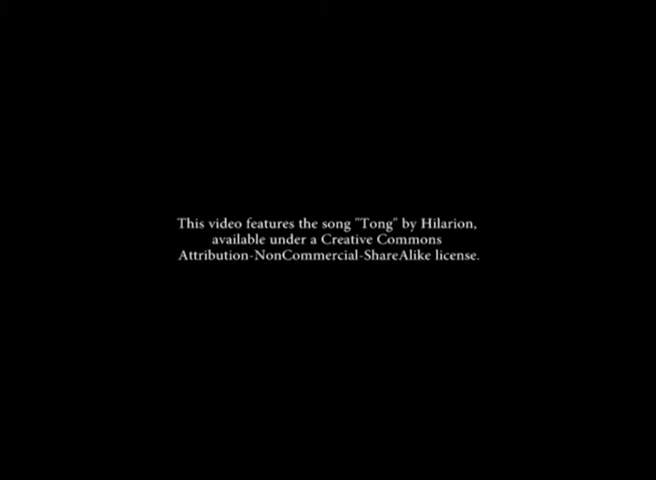 This video features the song "Tong" by Hilarion,
available under a Creative Commons
Attribution-NonCommercial-ShareAlike license.